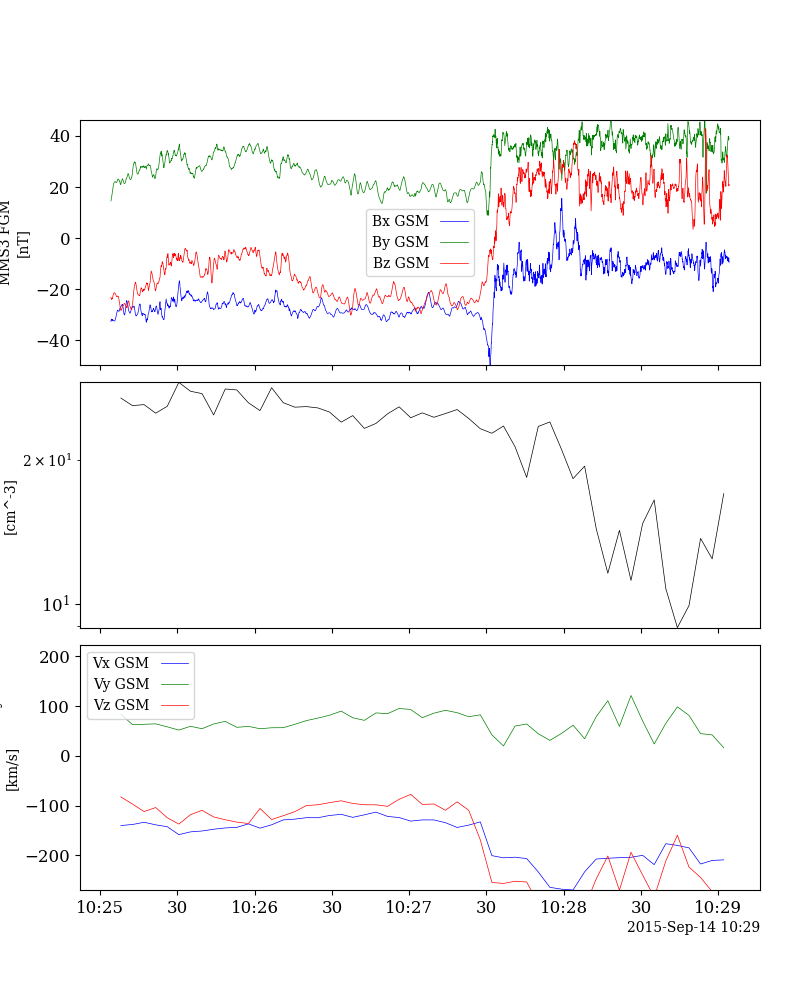 MMS3 FGM
[nT]
40
20
0
−20
−40
Bx GSM
By GSM
Bz GSM
[cm^-3]
2 × 10¹
10¹
[km/s]
200
100
0
−100
−200
Vx GSM
Vy GSM
Vz GSM
10:25 30 10:26 30 10:27 30 10:28 30 10:29
2015-Sep-14 10:29